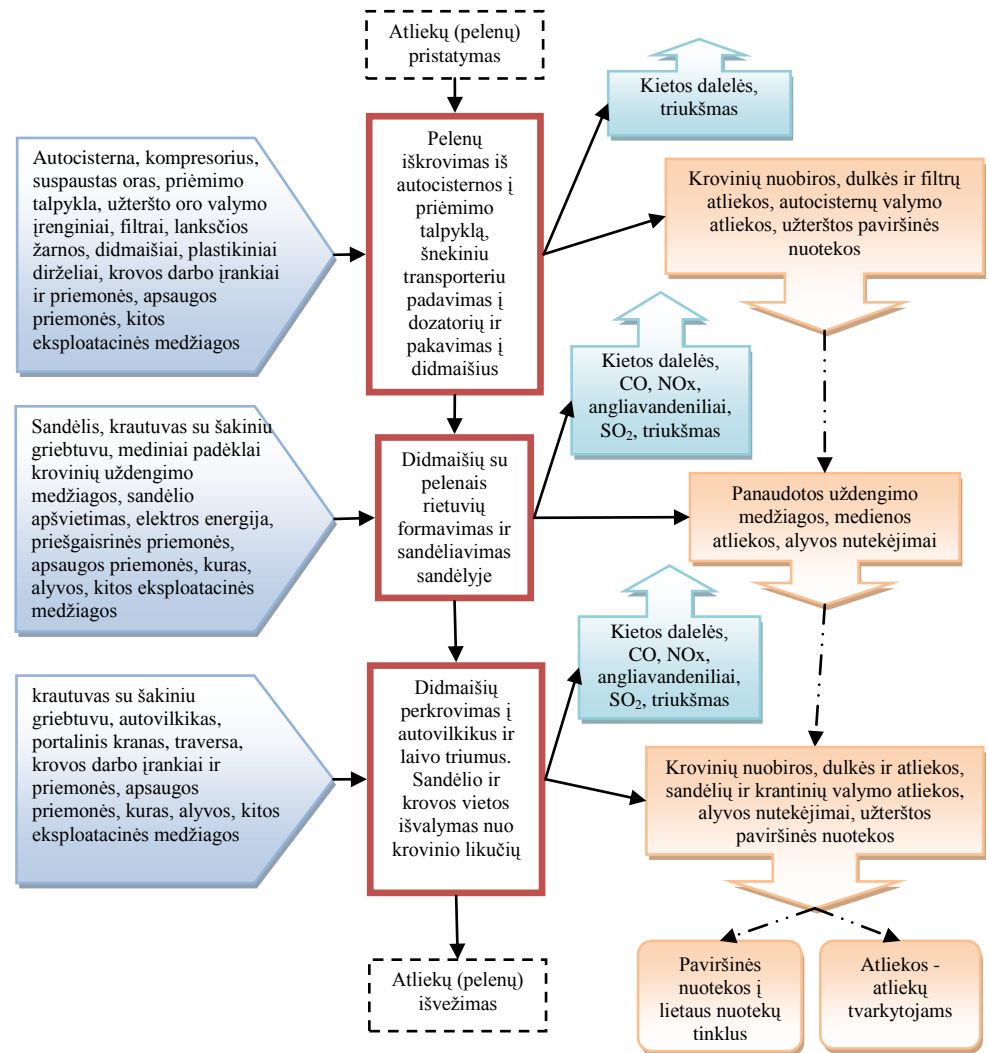 Atliekų (pelenų)
pristatymas
Kietos dalelės,
triukšmas
Autocisterna, kompresorius,
suspaustas oras, priėmimo
talpykla, užteršto oro valymo
įrenginiai, filtrai, lanksčios
žarnos, didmaišiai, plastikiniai
dirželiai, krovos darbo įrankiai
ir priemonės, apsaugos
priemonės, kitos
eksploatacinės medžiagos
Pelenų
iškrovimas iš
autocisternos į
priėmimo
talpyklą,
šnekiniu
transporteriu
padavimas į
dozatorių ir
pakavimas į
didmaišius
Krovinių nuobiros, dulkės ir filtrų
atliekos, autocisternų valymo
atliekos, užterštos paviršinės
nuotekos
Kietos dalelės,
CO, NOx,
angliavandeniliai,
SO₂, triukšmas
Sandėlis, krautuvas su šakiniu
griebtuvu, mediniai padėklai
krovinių uždengimo
medžiagos, sandėlio
apšvietimas, elektros energija,
priešgaisrinės priemonės,
apsaugos priemonės, kuras,
alyvos, kitos eksploatacinės
medžiagos
Didmaišių su
pelenais
rietuvių
formavimas ir
sandėliavimas
sandėlyje
Panaudotos uždengimo
medžiagos, medienos
atliekos, alyvos nutekėjimai
Kietos dalelės,
CO, NOx,
angliavandeniliai,
SO₂, triukšmas
krautuvas su šakiniu
griebtuvu, autovilkikas,
portalinis kranas, traversa,
krovos darbo įrankiai ir
priemonės, apsaugos
priemonės, kuras, alyvos, kitos
eksploatacinės medžiagos
Didmaišių
perkrovimas į
autovilkikus ir
laivo triumus.
Sandėlio ir
krovos vietos
išvalymas nuo
krovinio likučių
Krovinių nuobiros, dulkės ir atliekos,
sandėlių ir krantinių valymo atliekos,
alyvos nutekėjimai, užterštos
paviršinės nuotekos
Atliekų (pelenų)
išvežimas
Paviršinės
nuotekos į
lietaus nuotekų
tinklus
Atliekos -
atliekų
tvarkytojams